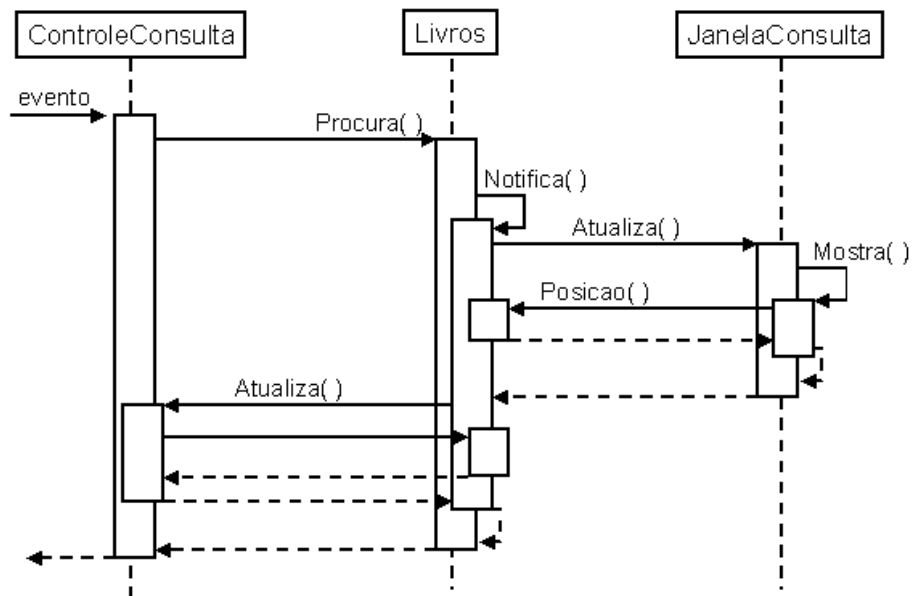 ControleConsulta
Livros
JanelaConsulta
evento
Procura( )
Notifica( )
Atualiza( )
Mostra( )
Posicao( )
Atualiza( )